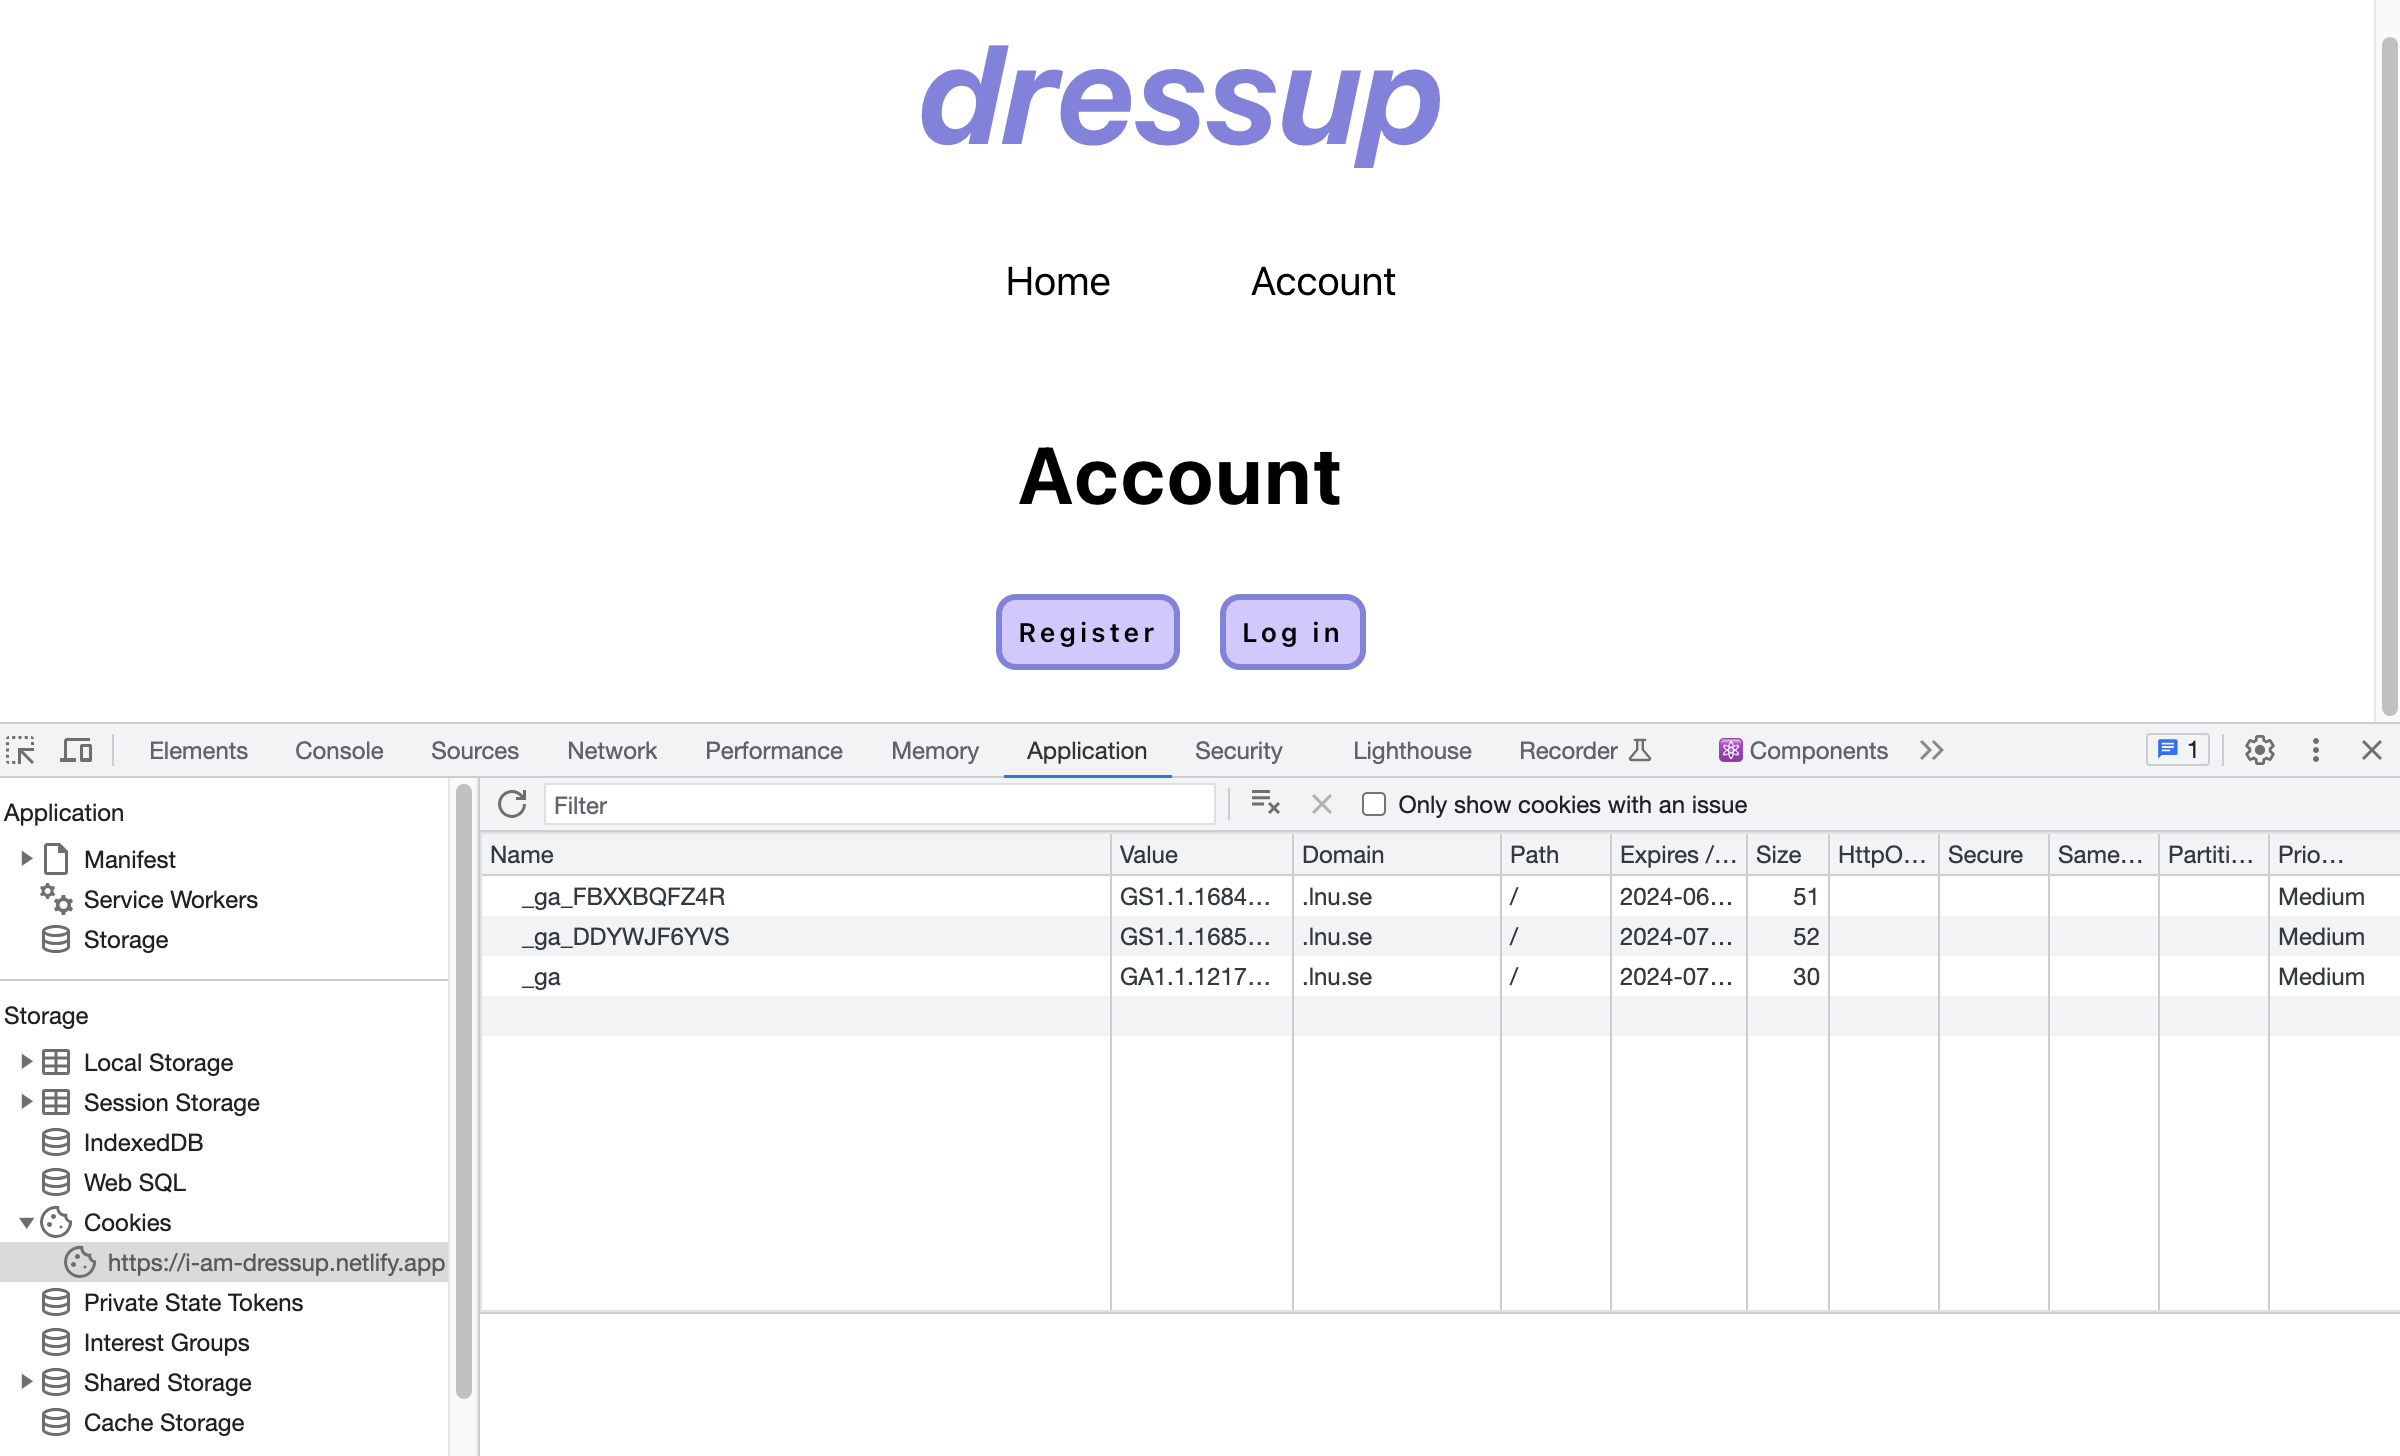 dressup
Home Account
Account
Register Log in
Elements Console Sources Network Performance Memory Application Security Lighthouse Recorder Components 1
Application
Manifest
Service Workers
Storage
Storage
Local Storage
Session Storage
IndexedDB
Web SQL
Cookies
https://i-am-dressup.netlify.app
Private State Tokens
Interest Groups
Shared Storage
Cache Storage
Filter Only show cookies with an issue
Name Value Domain Path Expires /... Size HttpO... Secure Same... Partiti... Prio...
_ga_FBXXBQFZ4R GS1.1.1684... .lnu.se / 2024-06... 51 Medium
_ga_DDYWJF6YVS GS1.1.1685... .lnu.se / 2024-07... 52 Medium
_ga GA1.1.1217... .lnu.se / 2024-07... 30 Medium